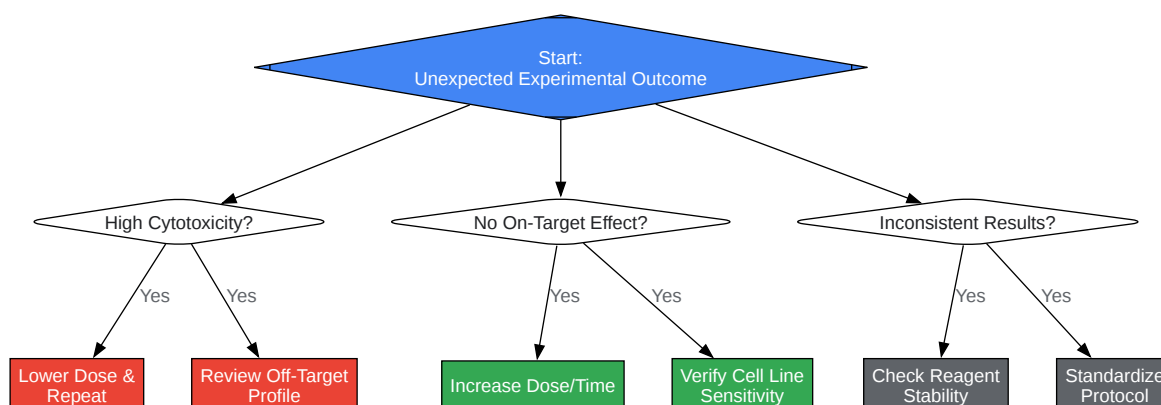 Start:
Unexpected Experimental Outcome
High Cytotoxicity?
No On-Target Effect?
Inconsistent Results?
Yes
Yes
Yes
Yes
Yes
Yes
Lower Dose &
Repeat
Review Off-Target
Profile
Increase Dose/Time
Verify Cell Line
Sensitivity
Check Reagent
Stability
Standardize
Protocol